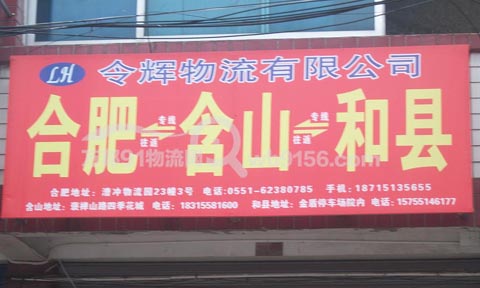 LH 令辉物流有限公司
合肥 专线 往返 含山 专线 往返 和县
合肥地址：澧冲物流园23幢3号 电话：0551-62380785 手机：18715135655
含山地址：褒禅山路四季花城 电话：18315581600 和县地址：金盾停车场院内 电话：15755146177